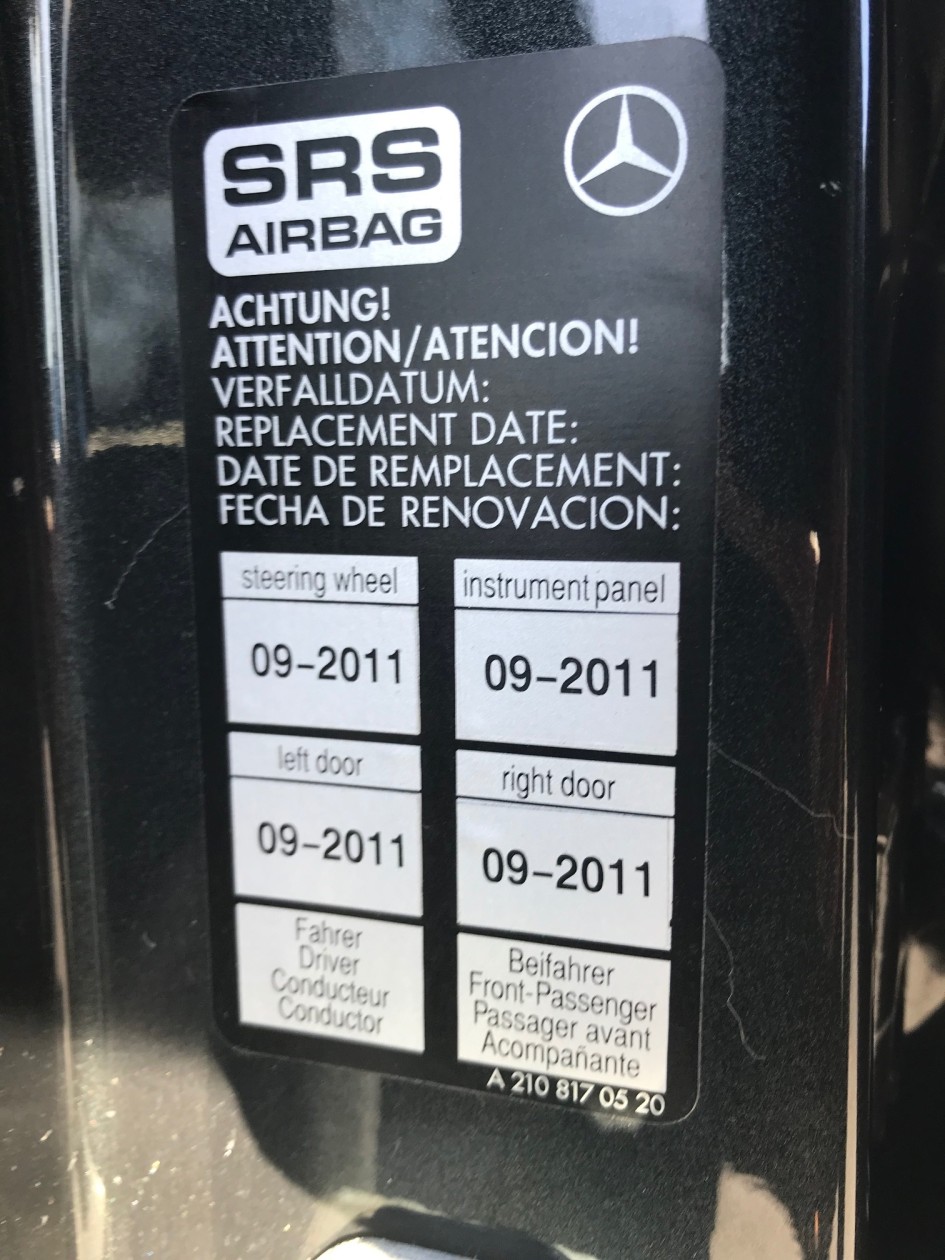 SRS
AIRBAG
ACHTUNG!
ATTENTION/ATENCION!
VERFALLDATUM:
REPLACEMENT DATE:
DATE DE REMPLACEMENT:
FECHA DE RENOVACION:
steering wheel
09-2011
instrument panel
09-2011
left door
09-2011
right door
09-2011
Fahrer
Driver
Conducteur
Conductor
Beifahrer
Front-Passenger
Passager avant
Acompañante
A 210 817 05 20